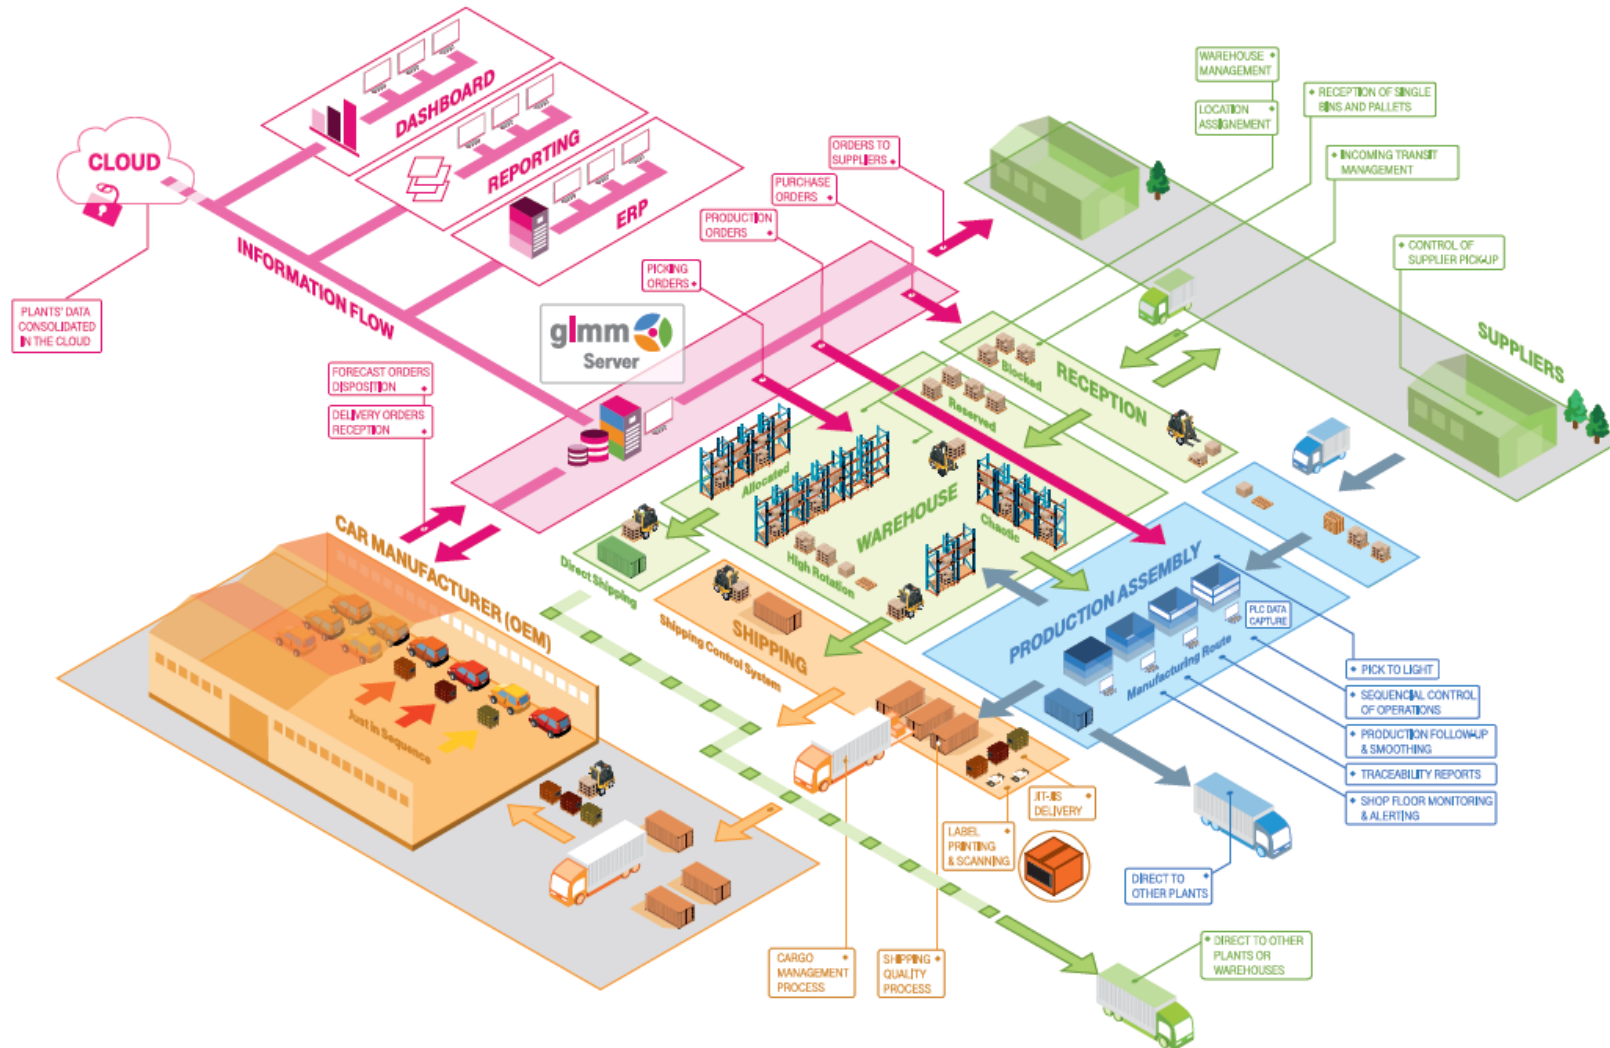 DASHBOARD
REPORTING
ERP
CLOUD
INFORMATION FLOW
PLANTS' DATA
CONSOLIDATED
IN THE CLOUD
glmm
Server
FORECAST ORDERS
DISPOSITION
DELIVERY ORDERS
RECEPTION
PICKING
ORDERS
PRODUCTION
ORDERS
PURCHASE
ORDERS
ORDERS TO
SUPPLIERS
WAREHOUSE
MANAGEMENT
LOCATION
ASSIGNEMENT
RECEPTION OF SINGLE
BINS AND PALLETS
INCOMING TRANSIT
MANAGEMENT
CONTROL OF
SUPPLIER PICK-UP
SUPPLIERS
RECEPTION
Blocked
Reserved
WAREHOUSE
Allocated
Chaotic
High Rotation
Direct Shipping
CAR MANUFACTURER (OEM)
Just in Sequence
SHIPPING
Shipping Control System
PRODUCTION ASSEMBLY
Manufacturing Route
PLC DATA
CAPTURE
PICK TO LIGHT
SEQUENCIAL CONTROL
OF OPERATIONS
PRODUCTION FOLLOW-UP
& SMOOTHING
TRACEABILITY REPORTS
SHOP FLOOR MONITORING
& ALERTING
JIT-JIS
DELIVERY
LABEL
PRINTING
& SCANNING
DIRECT TO
OTHER PLANTS
CARGO
MANAGEMENT
PROCESS
SHIPPING
QUALITY
PROCESS
DIRECT TO OTHER
PLANTS OR
WAREHOUSES